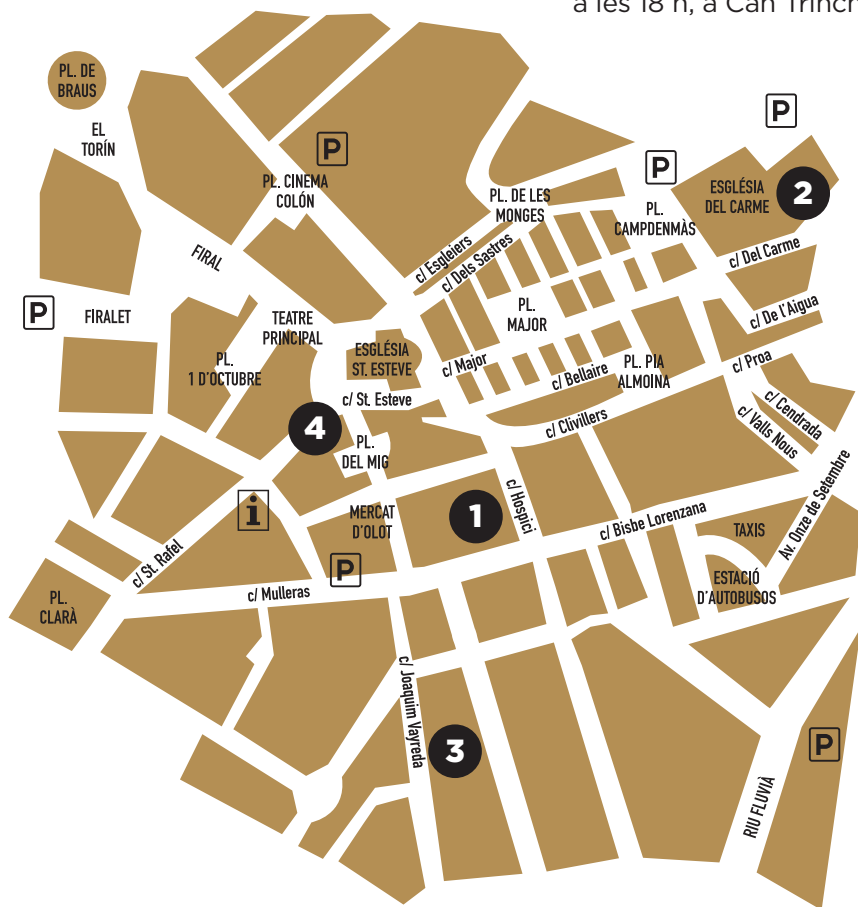 a les 18 h, a Can Trinch
PL. DE
BRAUS
EL
TORÍN
P
P
P
PL. CINEMA
COLÓN
PL. DE LES
MONGES
ESGLÉSIA
DEL CARME
2
PL.
CAMPDENMÀS
c/ Esgleiers
c/ Dels Sastres
c/ Del Carme
FIRAL
P
FIRALET
TEATRE
PRINCIPAL
PL.
MAJOR
c/ De l'Aigua
PL.
1 D'OCTUBRE
ESGLÉSIA
ST. ESTEVE
c/ Major
c/ Bellaire
PL. PIA
ALMOINA
c/ Proa
c/ St. Esteve
4
PL.
DEL MIG
c/ Clivillers
c/ Cendrada
c/ Valls Nous
i
MERCAT
D'OLOT
1
c/ Hospici
c/ Bisbe Lorenzana
TAXIS
Av. Onze de Setembre
c/ St. Rafel
P
c/ Mulleras
ESTACIÓ
D'AUTOBUSOS
PL.
CLARÀ
c/ Joaquim Vayreda
3
P
RIU FLUVIÀ